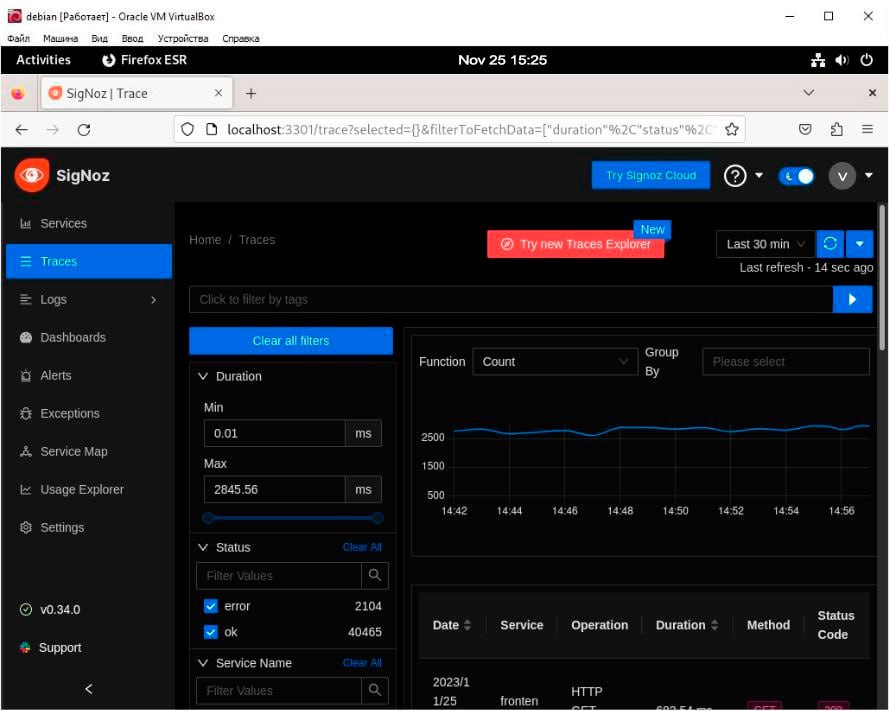 debian [Работает] - Oracle VM VirtualBox
Файл Машина Вид Ввод Устройства Справка
Activities Firefox ESR Nov 25 15:25
SigNoz | Trace
localhost:3301/trace?selected={}&filterToFetchData=["duration"%2C"status"%2C
SigNoz
Try Signoz Cloud
V
Services
Traces
Logs
Dashboards
Alerts
Exceptions
Service Map
Usage Explorer
Settings
v0.34.0
Support
Home / Traces
New
Try new Traces Explorer
Last 30 min
Last refresh - 14 sec ago
Click to filter by tags
Clear all filters
Duration
Min
0.01 ms
Max
2845.56 ms
Status Clear All
Filter Values
error 2104
ok 40465
Service Name Clear All
Filter Values
Function Count Group By Please select
2500
1500
500
14:42 14:44 14:46 14:48 14:50 14:52 14:54 14:56
Date Service Operation Duration Method Status Code
2023/1
1/25 fronten HTTP
GET 682.54 ms GET 200